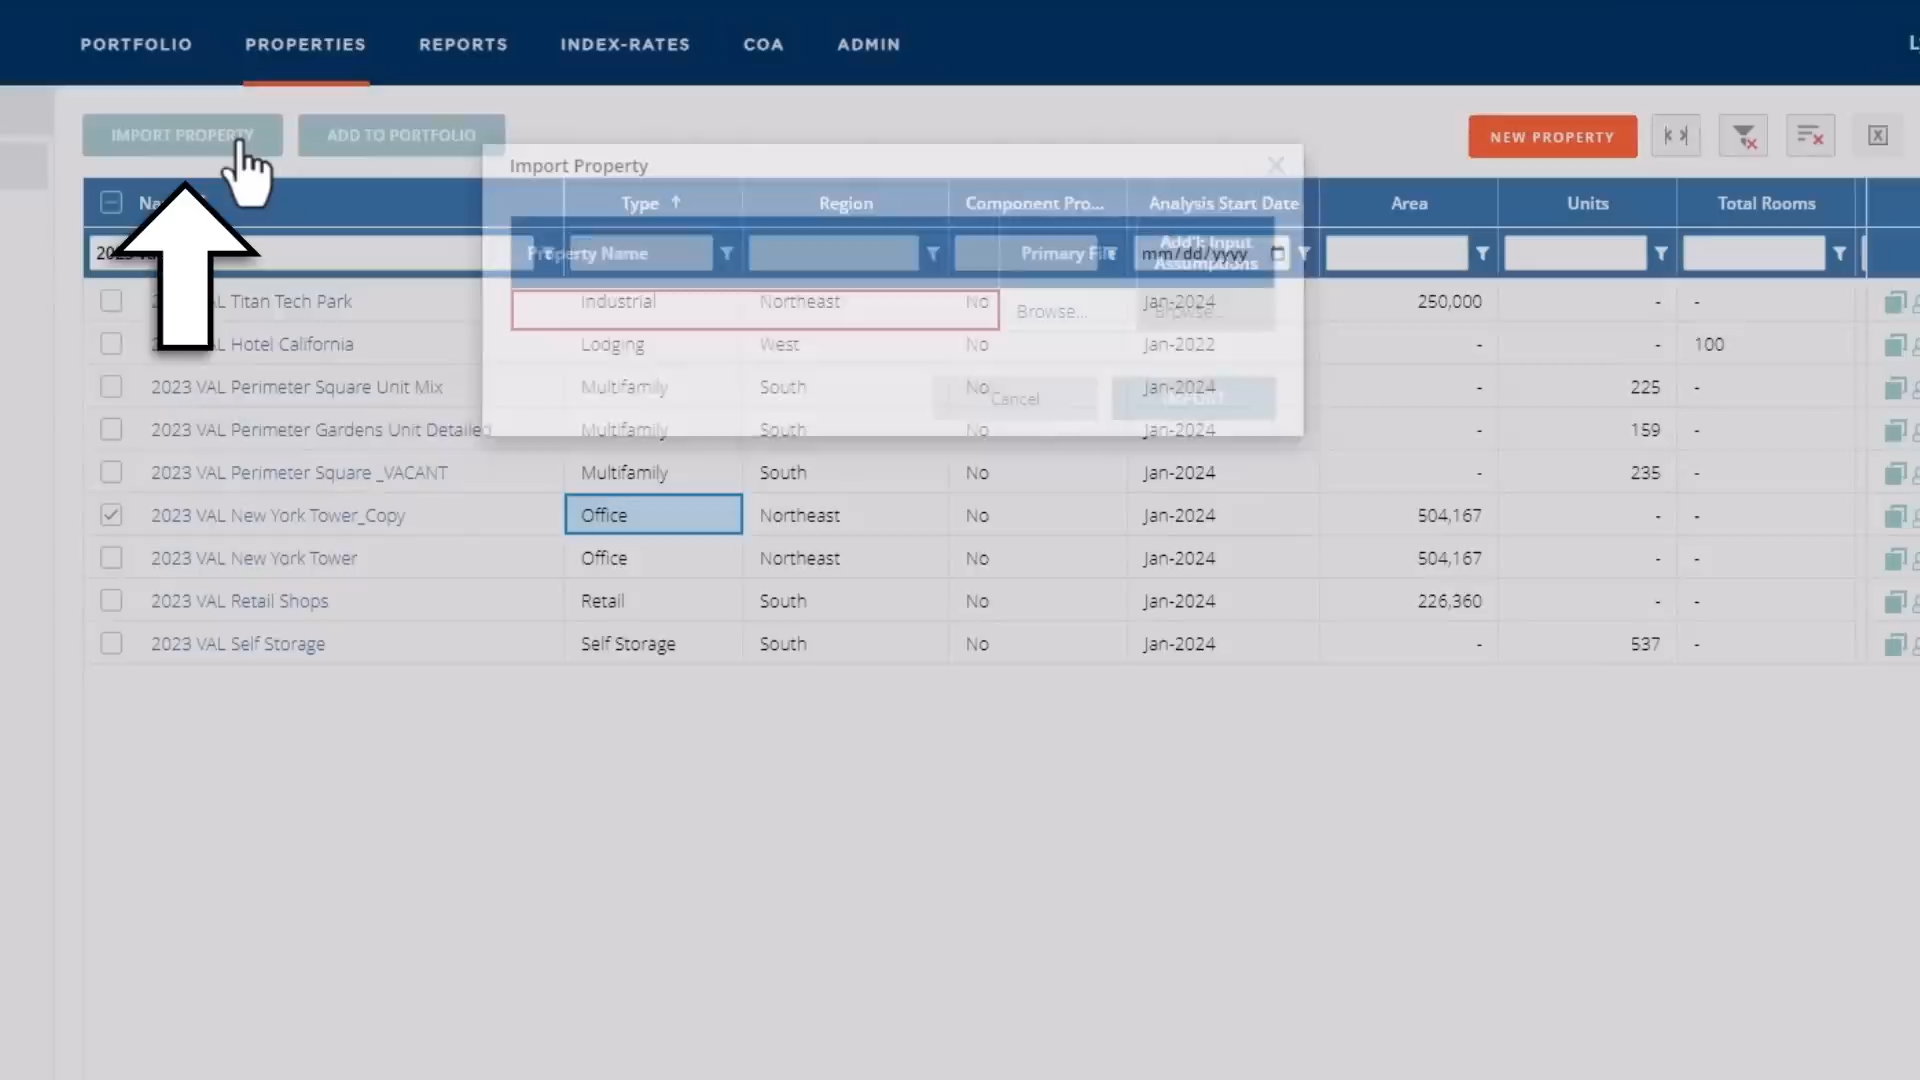 PORTFOLIO PROPERTIES REPORTS INDEX-RATES COA ADMIN
IMPORT PROPERTY ADD TO PORTFOLIO NEW PROPERTY
Import Property
Type Region Component Pro... Analysis Start Date Area Units Total Rooms
Property Name Primary File Add'l: Input Assumptions mm/dd/yyyy
VAL Titan Tech Park Industrial Northeast No Jan-2024 250,000 - -
Browse... Browse...
VAL Hotel California Lodging West No Jan-2022 - - 100
2023 VAL Perimeter Square Unit Mix Multifamily South No Jan-2024 - 225 -
Cancel
2023 VAL Perimeter Gardens Unit Detailed Multifamily South No Jan-2024 - 159 -
2023 VAL Perimeter Square _VACANT Multifamily South No Jan-2024 - 235 -
2023 VAL New York Tower_Copy Office Northeast No Jan-2024 504,167 - -
2023 VAL New York Tower Office Northeast No Jan-2024 504,167 - -
2023 VAL Retail Shops Retail South No Jan-2024 226,360 - -
2023 VAL Self Storage Self Storage South No Jan-2024 - 537 -